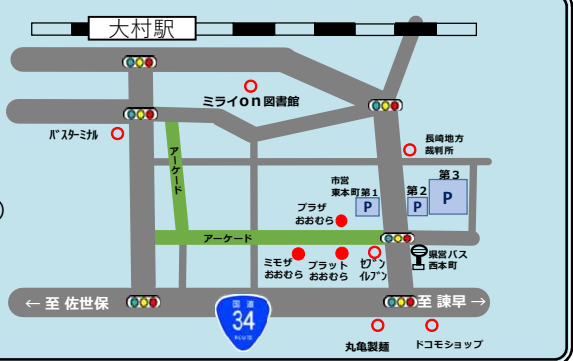 大村駅
ミライon図書館
バスターミナル
長崎地方
裁判所
アーケード
市営
東本町第1
P
第2
P
第3
P
プラザ
おおむら
アーケード
県営バス
西本町
ミモザ
おおむら
プラット
おおむら
セブン
イレブン
← 至 佐世保
国道
34
ROUTE
至 諫早 →
丸亀製麺
ドコモショップ